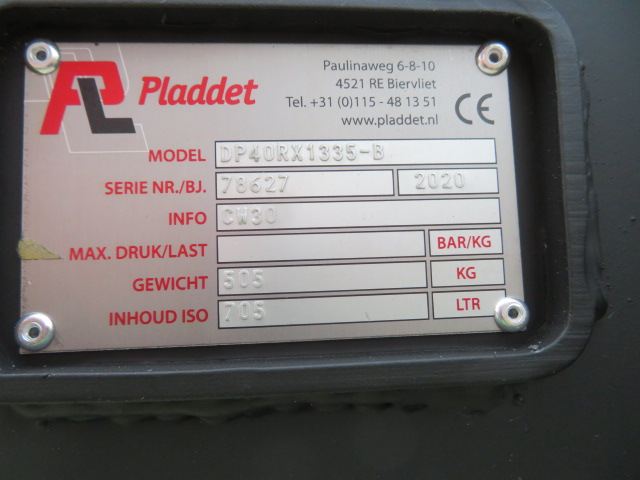 PL Pladdet
Paulinaweg 6-8-10
4521 RE Biervliet
Tel. +31 (0)115 - 48 13 51
www.pladdet.nl
CE
MODEL DP40RX1335-B
SERIE NR./BJ. 78627 2020
INFO CW30
MAX. DRUK/LAST BAR/KG
GEWICHT 505 KG
INHOUD ISO 705 LTR